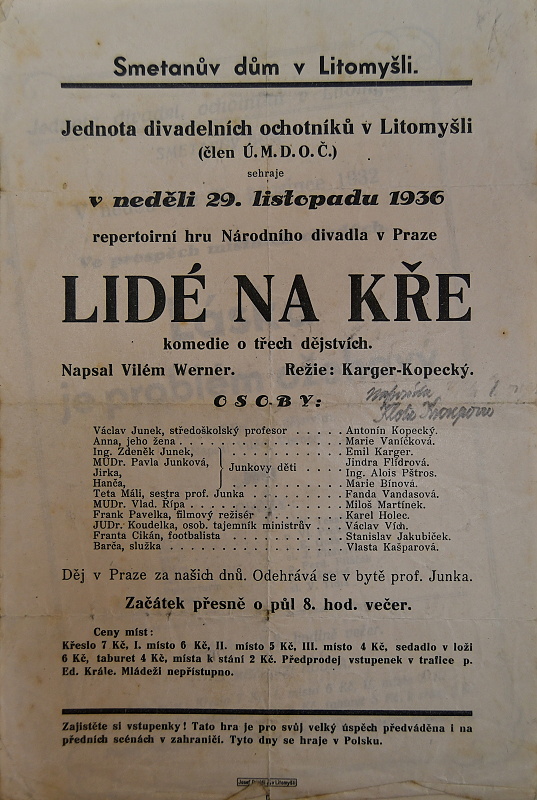 Smetanův dům v Litomyšli.
Jednota divadelních ochotníků v Litomyšli
(člen Ú.M.D.O.Č.)
sehraje
v neděli 29. listopadu 1936
repertoirní hru Národního divadla v Praze
LIDÉ NA KŘE
komedie o třech dějstvích.
Napsal Vilém Werner. Režie: Karger-Kopecký.
OSOBY:
Václav Junek, středoškolský profesor . . . . . Antonín Kopecký.
Anna, jeho žena . . . . . . . . . . . . . . . . Marie Vaníčková.
Ing. Zdeněk Junek, . . . . . . . . . . Emil Karger.
MUDr. Pavla Junková, Junkovy děti . . . . Jindra Flídrová.
Jirka, Ing. Alois Pštros.
Hanča, . . . . . . . . . . Marie Bínová.
Teta Máli, sestra prof. Junka . . . . . . . . . Fanda Vandasová.
MUDr. Vlad. Řípa . . . . . . . . . . . . . . . Miloš Martínek.
Frank Pavelka, filmový režisér . . . . . . . . Karel Holec.
JUDr. Koudelka, osob. tajemník ministrův . . . Václav Vích.
Franta Cikán, footbalista . . . . . . . . . . . Stanislav Jakubíček.
Barča, služka . . . . . . . . . . . . . . . . . Vlasta Kašparová.
Děj v Praze za našich dnů. Odehrává se v bytě prof. Junka.
Začátek přesně o půl 8. hod. večer.
Ceny míst:
Křeslo 7 Kč, I. místo 6 Kč, II. místo 5 Kč, III. místo 4 Kč, sedadlo v loži
6 Kč, taburet 4 Kč, místa k stání 2 Kč. Předprodej vstupenek v trafice p.
Ed. Krále. Mládeži nepřístupno.
Zajistěte si vstupenky! Tato hra je pro svůj velký úspěch předváděna i na
předních scénách v zahraničí. Tyto dny se hraje v Polsku.